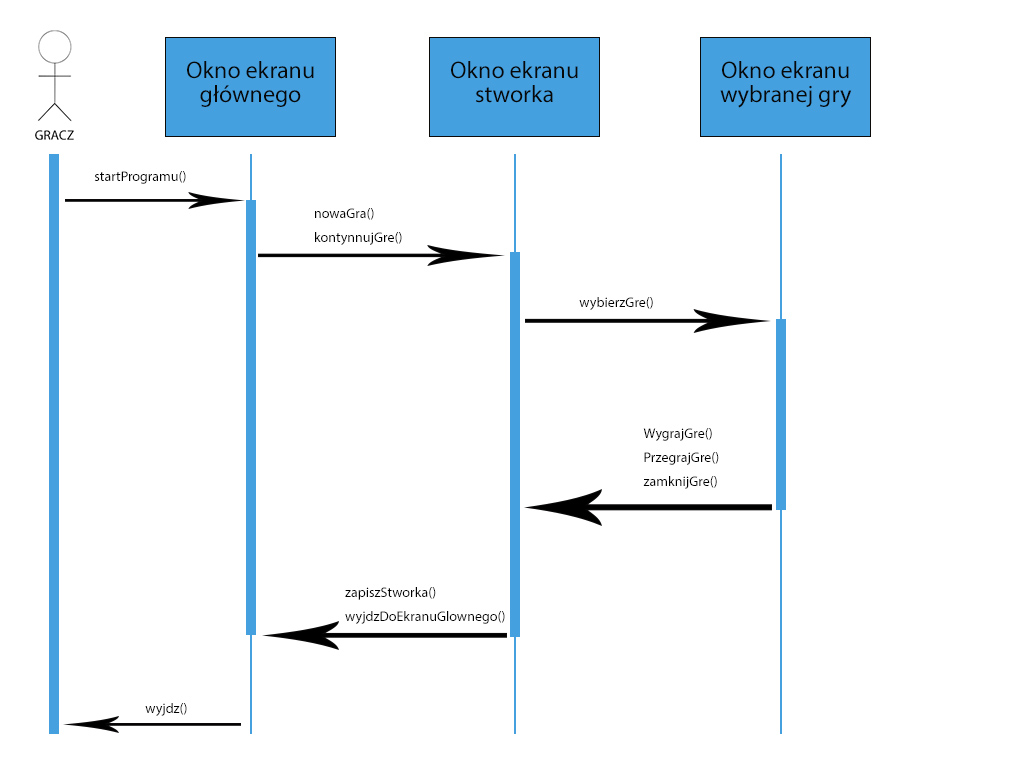 Okno ekranu
głównego
Okno ekranu
stworka
Okno ekranu
wybranej gry
GRACZ
startProgramu()
nowaGra()
kontynnujGre()
wybierzGre()
WygrajGre()
PrzegrajGre()
zamknijGre()
zapiszStworka()
wyjdzDoEkranuGlownego()
wyjdz()